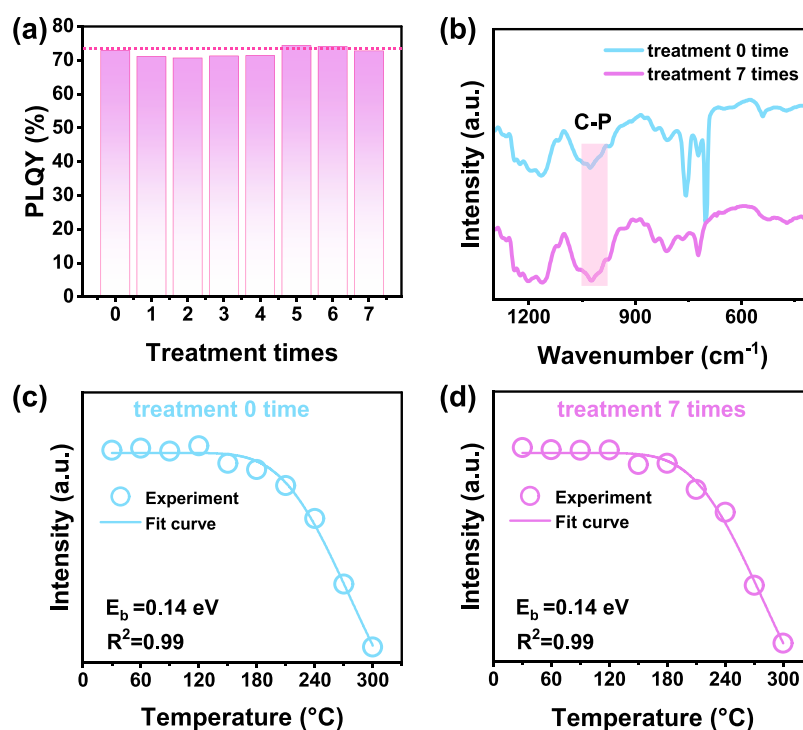 (a)
80
70
60
50
40
30
20
10
0
PLQY (%)
0 1 2 3 4 5 6 7
Treatment times
(b)
treatment 0 time
treatment 7 times
C-P
Intensity (a.u.)
1200 900 600
Wavenumber (cm⁻¹)
(c)
treatment 0 time
Experiment
Fit curve
E_b =0.14 eV
R²=0.99
Intensity (a.u.)
0 60 120 180 240 300
Temperature (°C)
(d)
treatment 7 times
Experiment
Fit curve
E_b =0.14 eV
R²=0.99
Intensity (a.u.)
0 60 120 180 240 300
Temperature (°C)